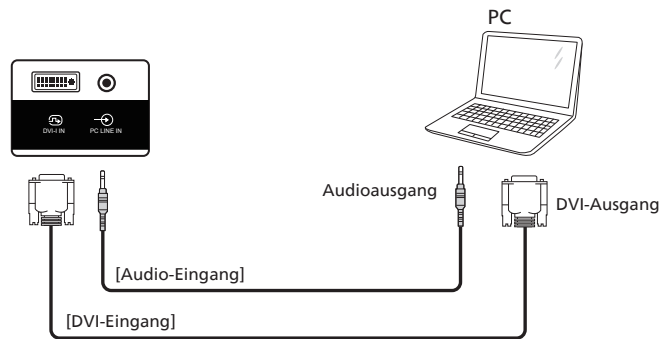 PC
DVI-I IN
PC LINE IN
Audioausgang
DVI-Ausgang
[Audio-Eingang]
[DVI-Eingang]